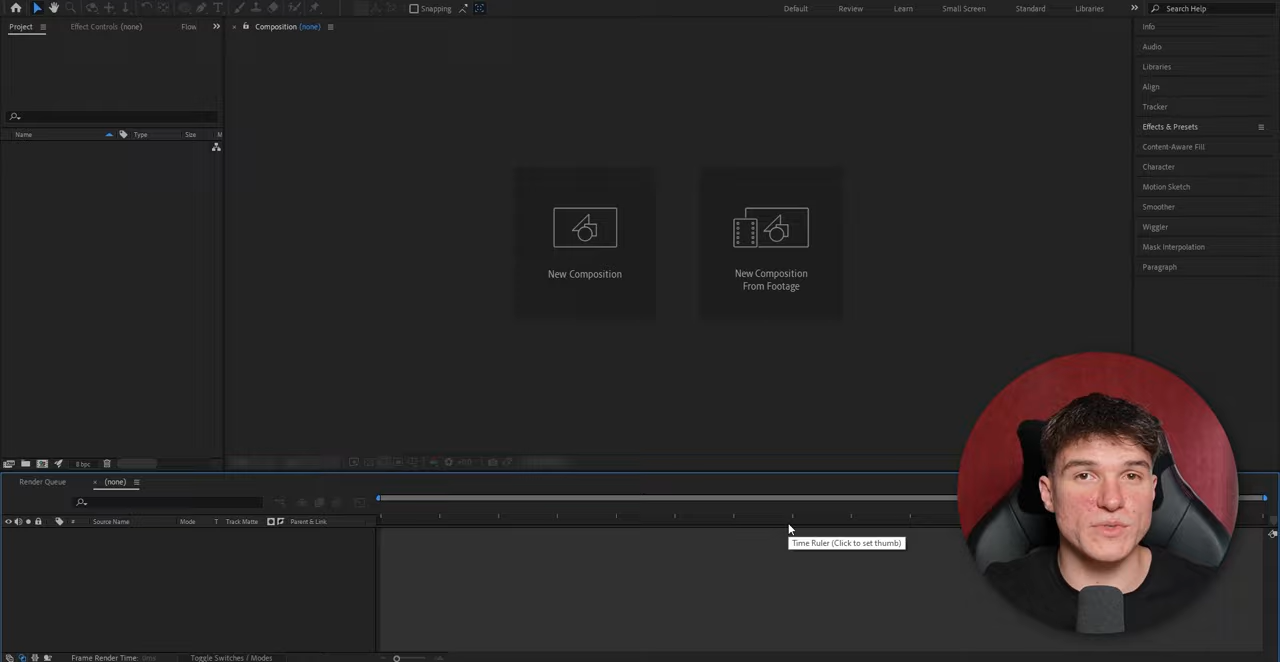 Snapping
Default
Review
Learn
Small Screen
Standard
Libraries
Search Help
Project
Effect Controls (none)
Flow
Composition (none)
Info
Audio
Libraries
Align
Tracker
Effects & Presets
Content-Aware Fill
Character
Motion Sketch
Smoother
Wiggler
Mask Interpolation
Paragraph
Name
Type
Size
M
New Composition
New Composition
From Footage
8 bpc
Render Queue
(none)
# Source Name
Mode
T Track Matte
Parent & Link
Time Ruler (Click to set thumb)
Frame Render Time:
Toggle Switches / Modes